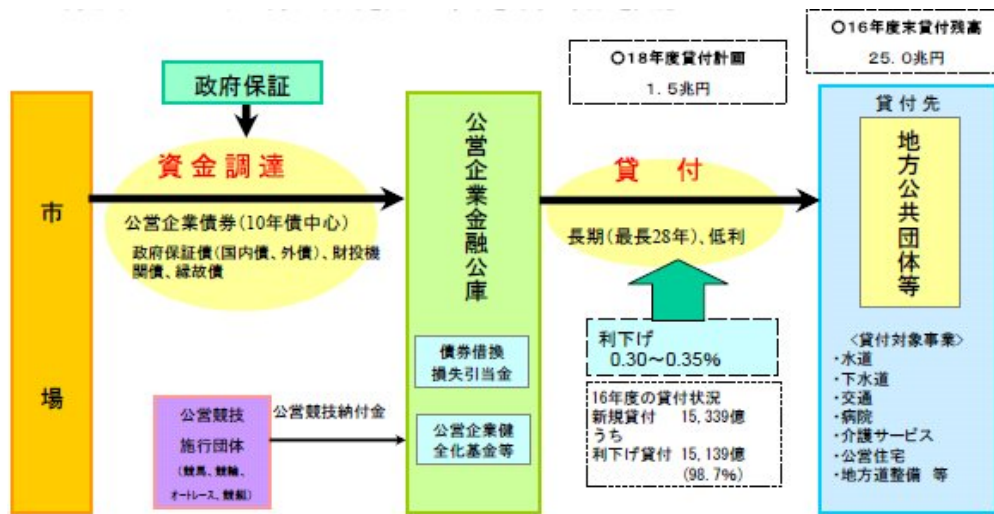 ○16年度末貸付残高
25.0兆円
○18年度貸付計画
1.5兆円
政府保証
資金調達
公営企業債券(10年債中心)
政府保証債(国内債、外債)、財投機
関債、縁故債
市場
公営企業金融公庫
債券借換
損失引当金
公営企業健
全化基金等
公営競技
施行団体
(競馬、競輪、
オートレース、競艇)
公営競技納付金
貸付
長期(最長28年)、低利
利下げ
0.30～0.35%
16年度の貸付状況
新規貸付 15,339億
うち
利下げ貸付 15,139億
(98.7%)
貸付先
地方公共団体等
<貸付対象事業>
・水道
・下水道
・交通
・病院
・介護サービス
・公営住宅
・地方道整備 等